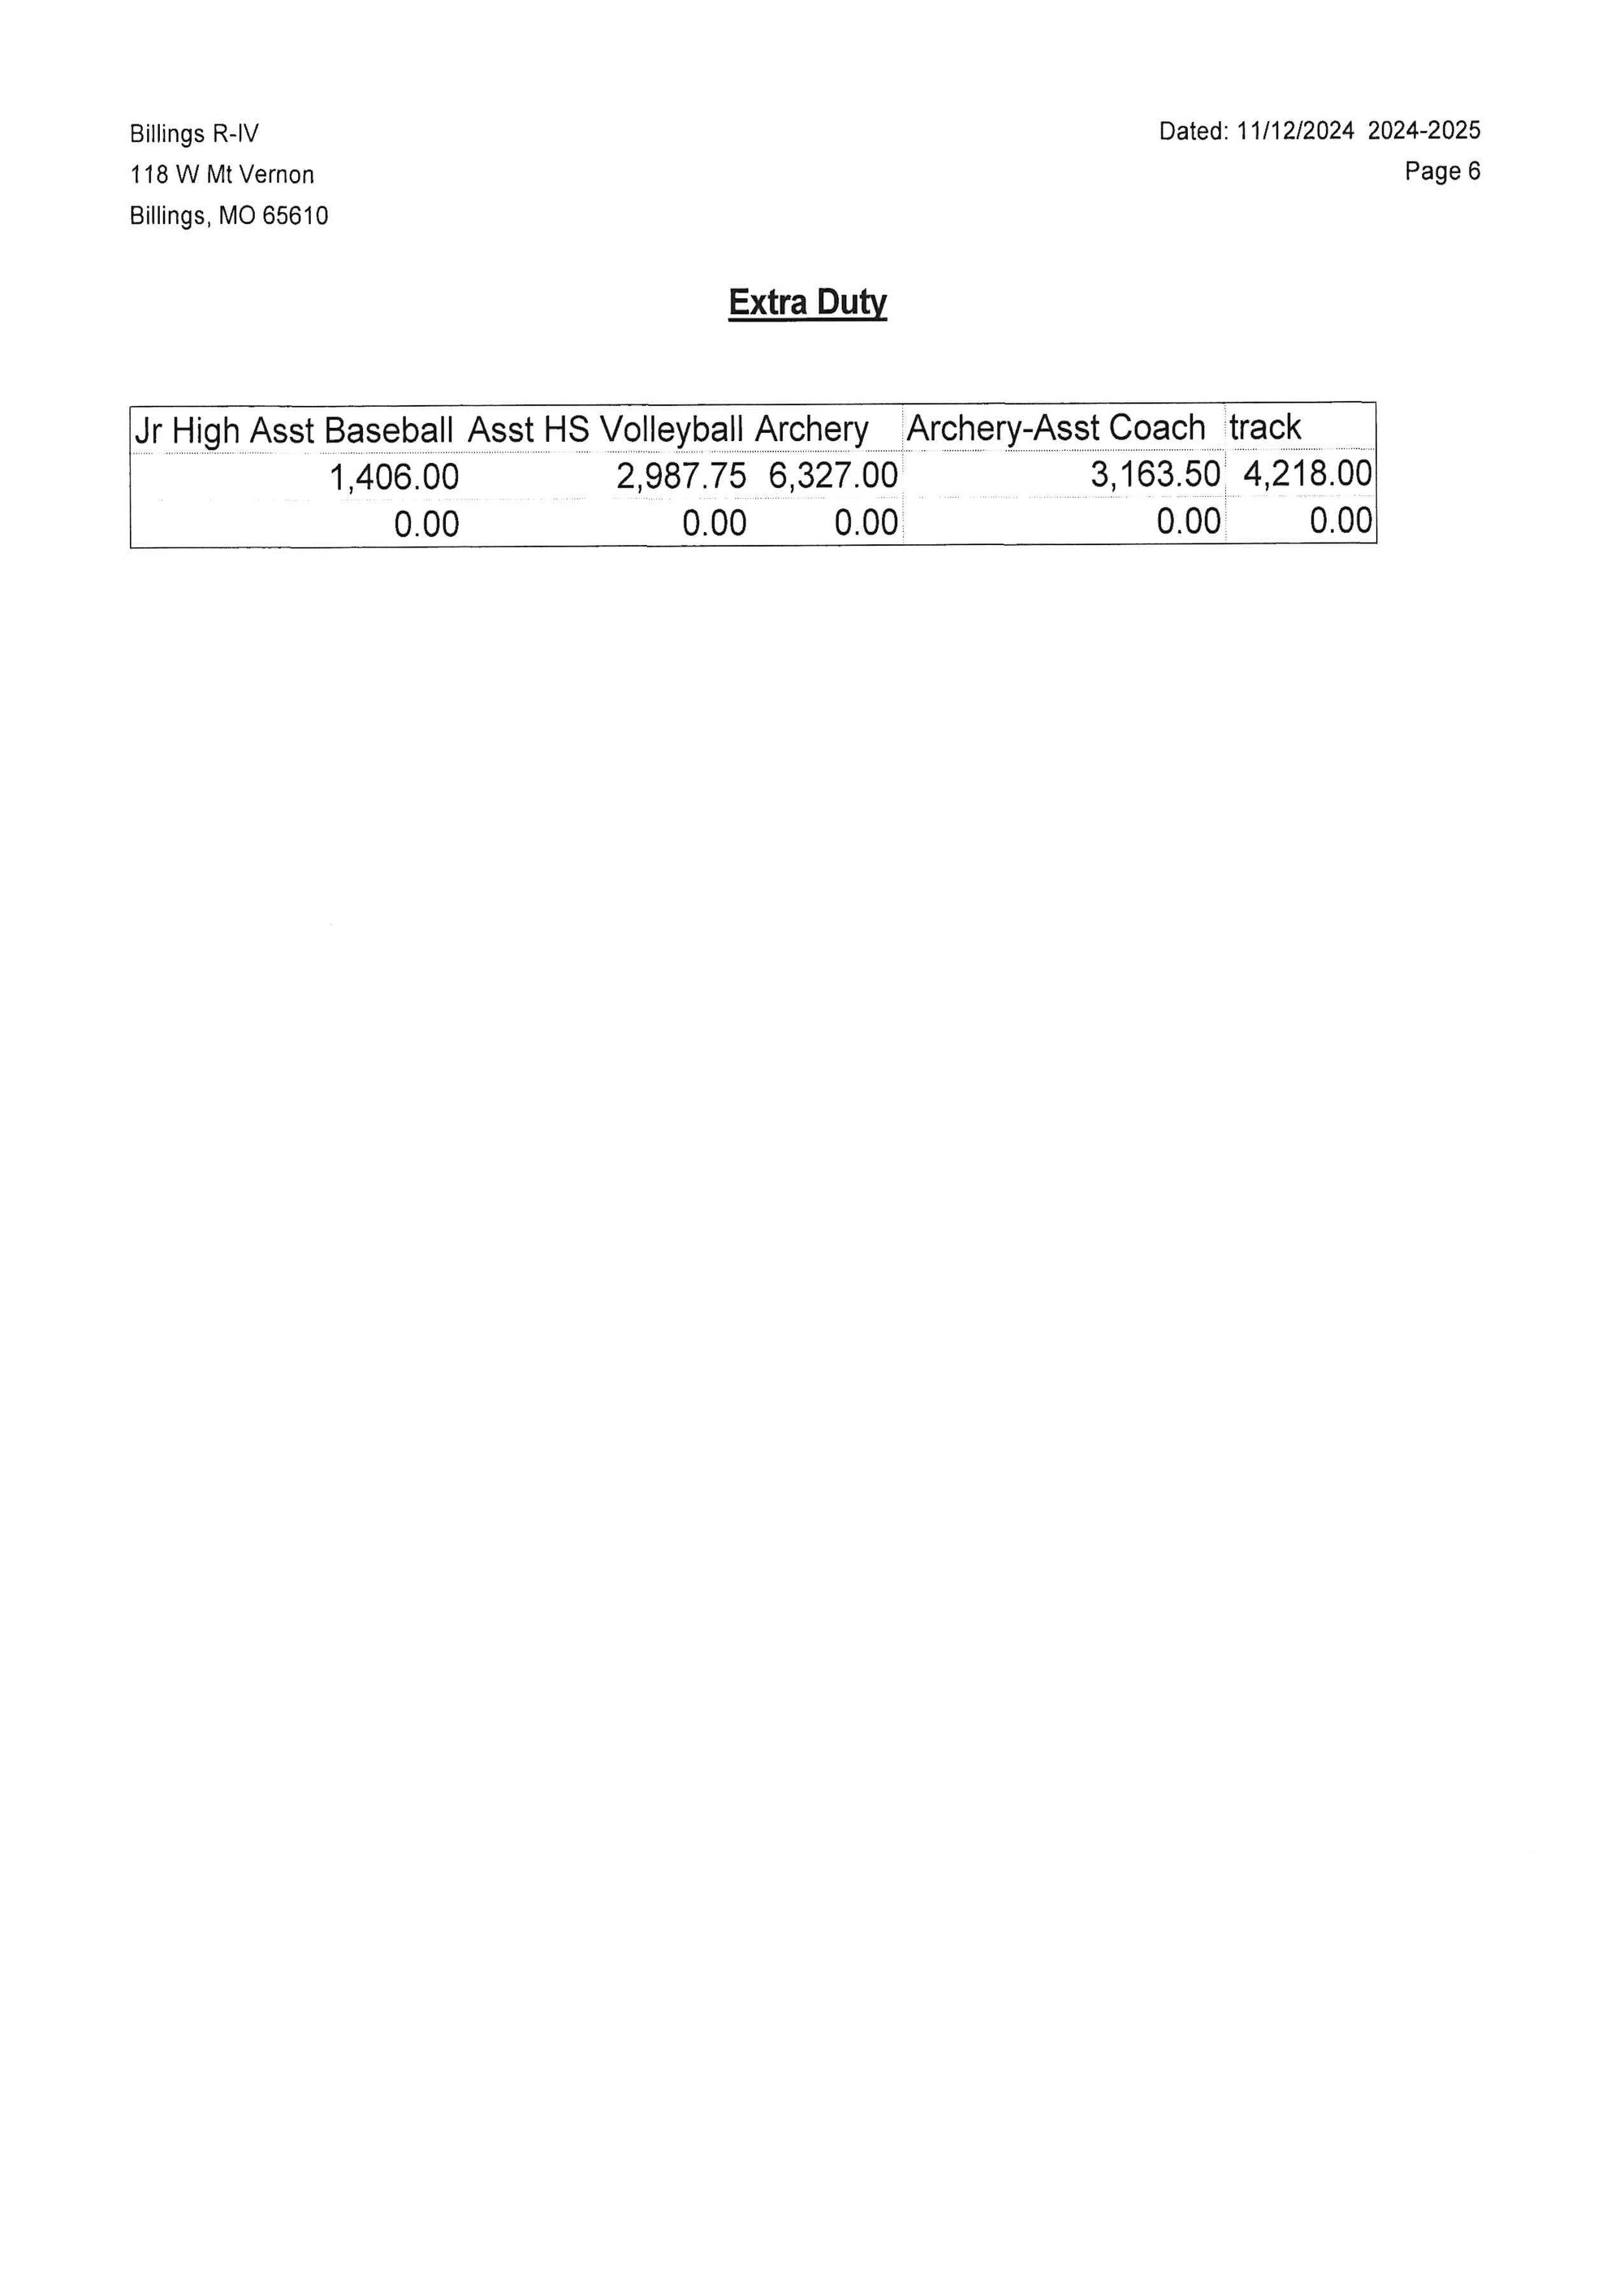 Billings R-IV
Dated: 11/12/2024 2024-2025
118 W Mt Vernon
Page 6
Billings, MO 65610
Extra Duty
Jr High Asst Baseball Asst HS Volleyball Archery Archery-Asst Coach track
1,406.00 2,987.75 6,327.00 3,163.50 4,218.00
0.00 0.00 0.00 0.00 0.00